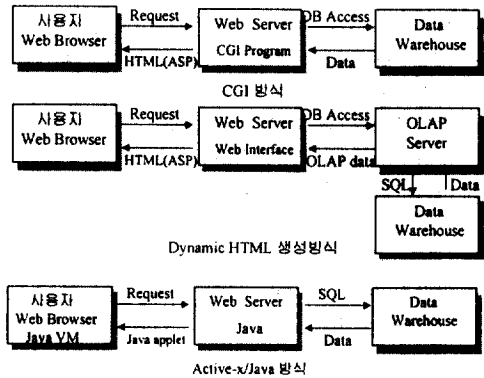 사용자
Web Browser
Request
HTML(ASP)
Web Server
CGI Program
DB Access
Data
Data
Warehouse
CGI 방식
사용자
Web Browser
Request
HTML(ASP)
Web Server
Web Interface
DB Access
OLAP data
OLAP
Server
SQL
Data
Data
Warehouse
Dynamic HTML 생성방식
사용자
Web Browser
Java VM
Request
Java applet
Web Server
Java
SQL
Data
Data
Warehouse
Active-x/Java 방식